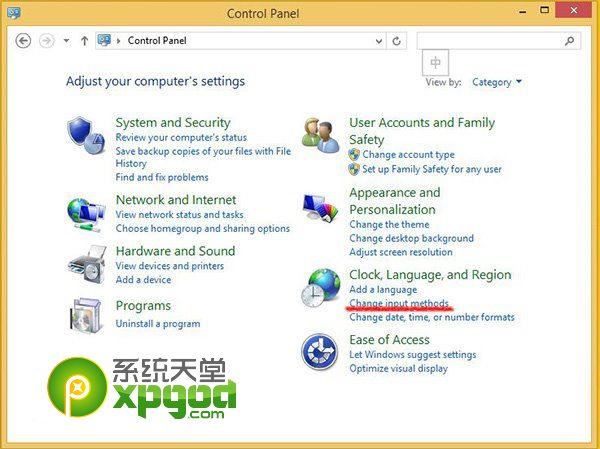 Control Panel
Control Panel
中
Adjust your computer's settings
View by: Category
System and Security
Review your computer's status
Save backup copies of your files with File
History
Find and fix problems
Network and Internet
View network status and tasks
Choose homegroup and sharing options
Hardware and Sound
View devices and printers
Add a device
Programs
Uninstall a program
User Accounts and Family
Safety
Change account type
Set up Family Safety for any user
Appearance and
Personalization
Change the theme
Change desktop background
Adjust screen resolution
Clock, Language, and Region
Add a language
Change input methods
Change date, time, or number formats
Ease of Access
Let Windows suggest settings
Optimize visual display
系统天堂
xpgod
.com